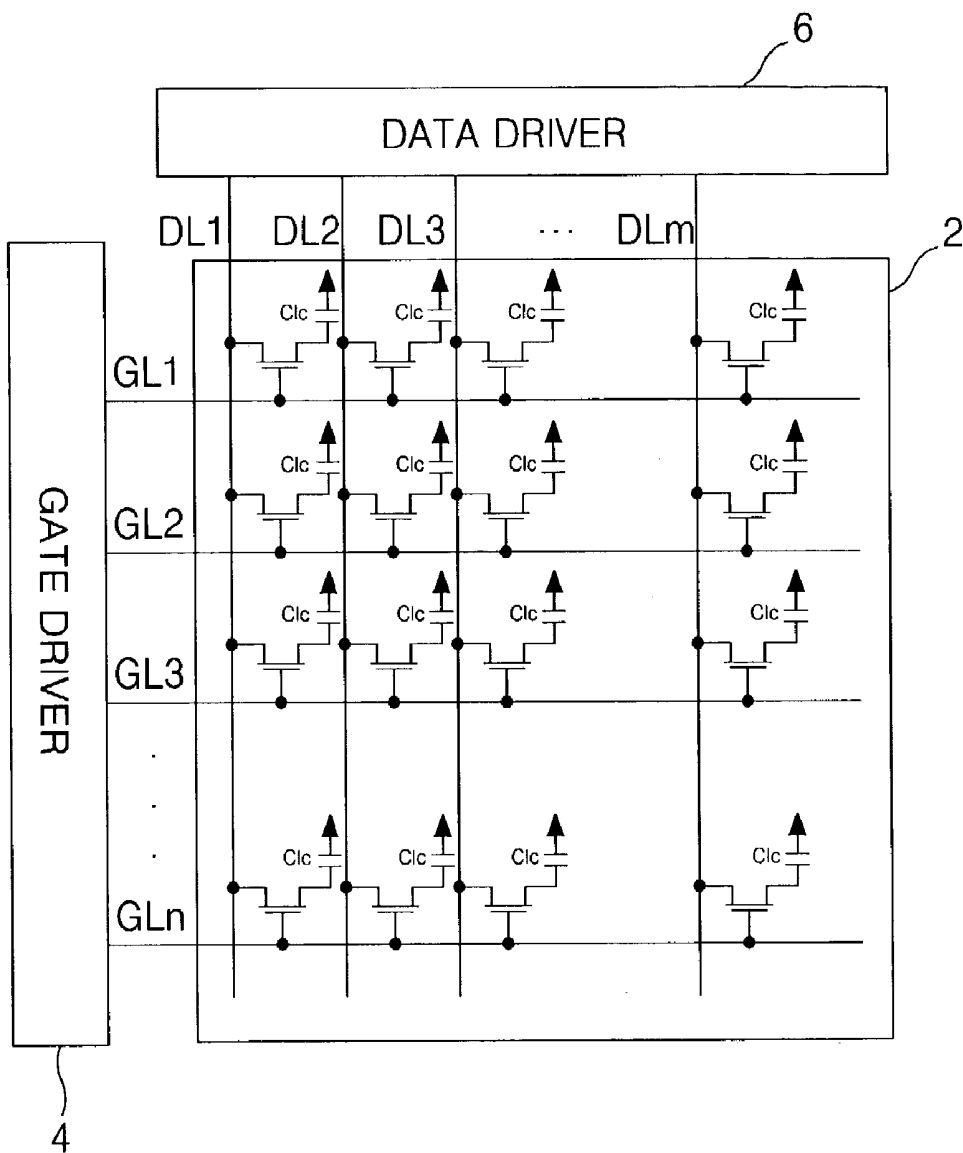 6
DATA DRIVER
DL1 DL2 DL3 ... DLm
2
Clc Clc Clc Clc
GL1
Clc Clc Clc Clc
GL2
Clc Clc Clc Clc
GL3
.
.
.
Clc Clc Clc Clc
GLn
GATE DRIVER
4